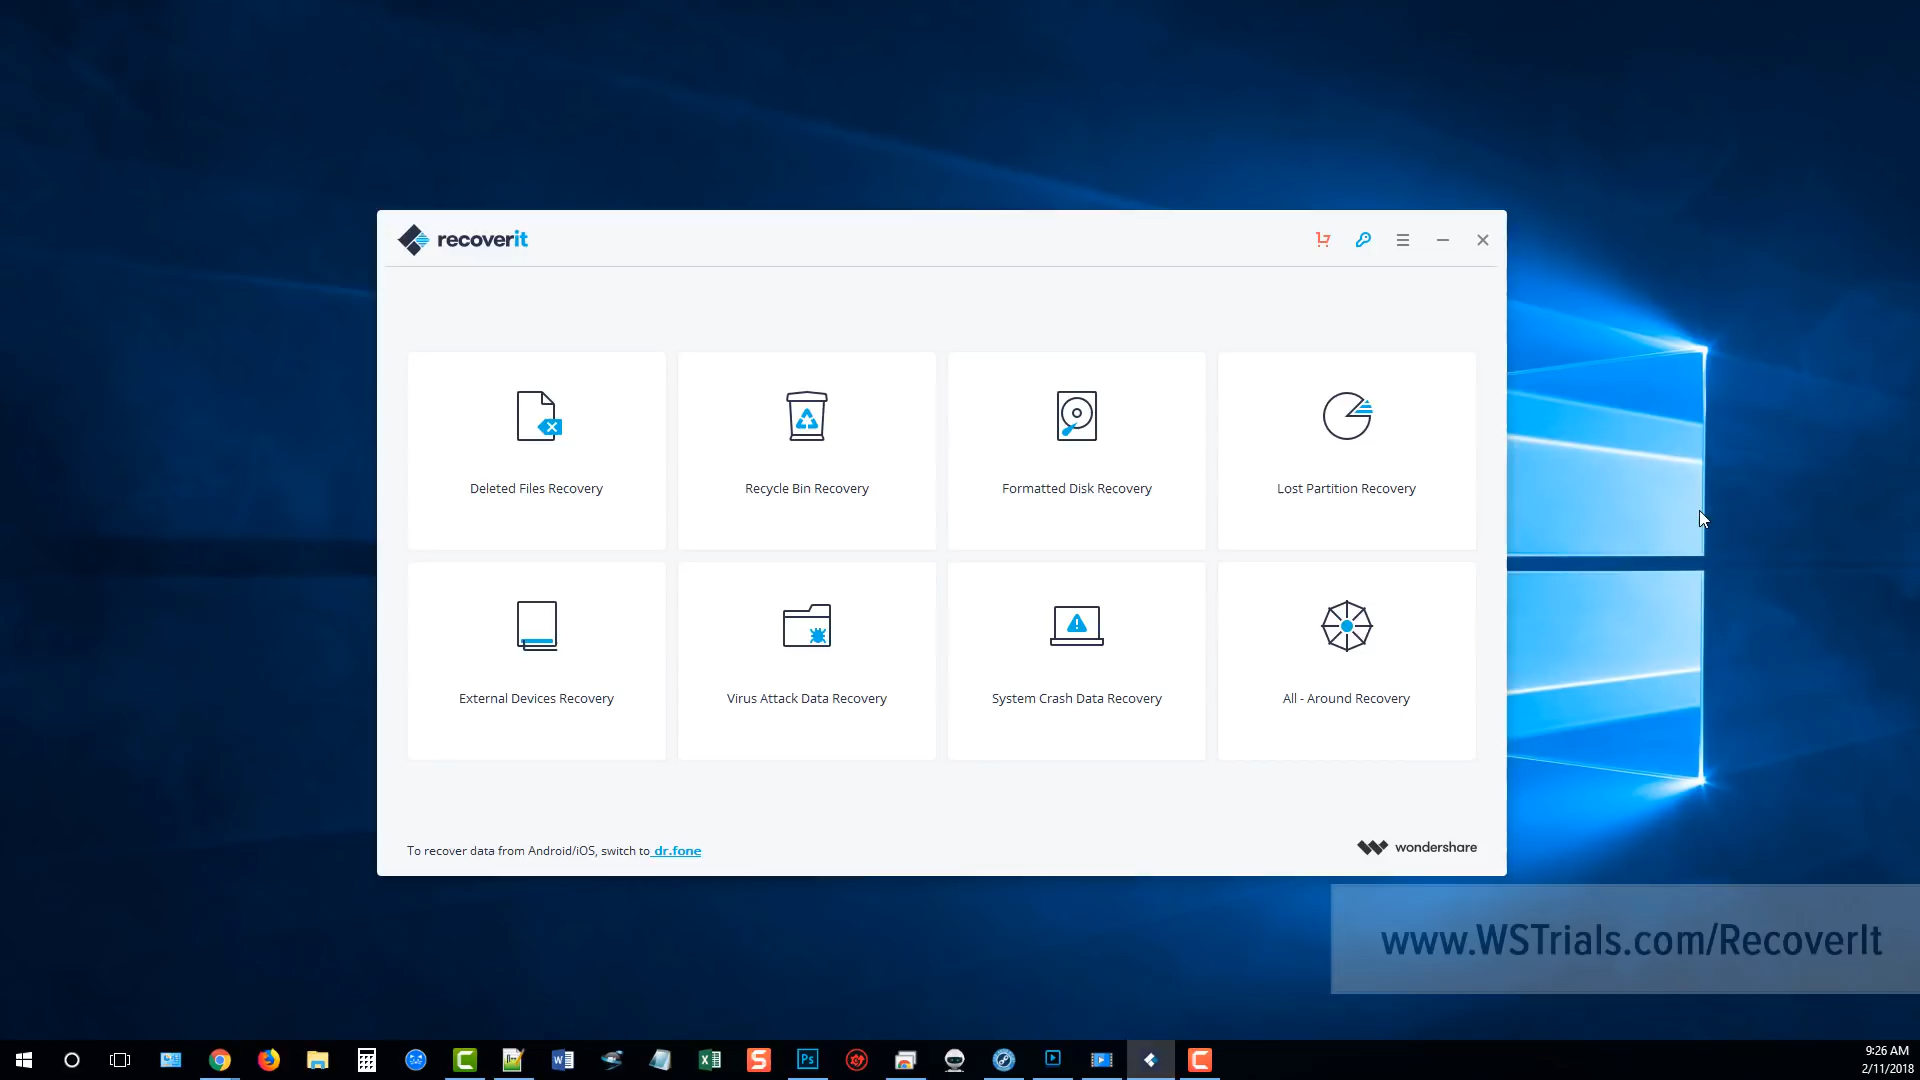 recoverit
Deleted Files Recovery
Recycle Bin Recovery
Formatted Disk Recovery
Lost Partition Recovery
External Devices Recovery
Virus Attack Data Recovery
System Crash Data Recovery
All - Around Recovery
To recover data from Android/iOS, switch to dr.fone
wondershare
www.WSTrials.com/RecoverIt
Ps
9:26 AM
2/11/2018